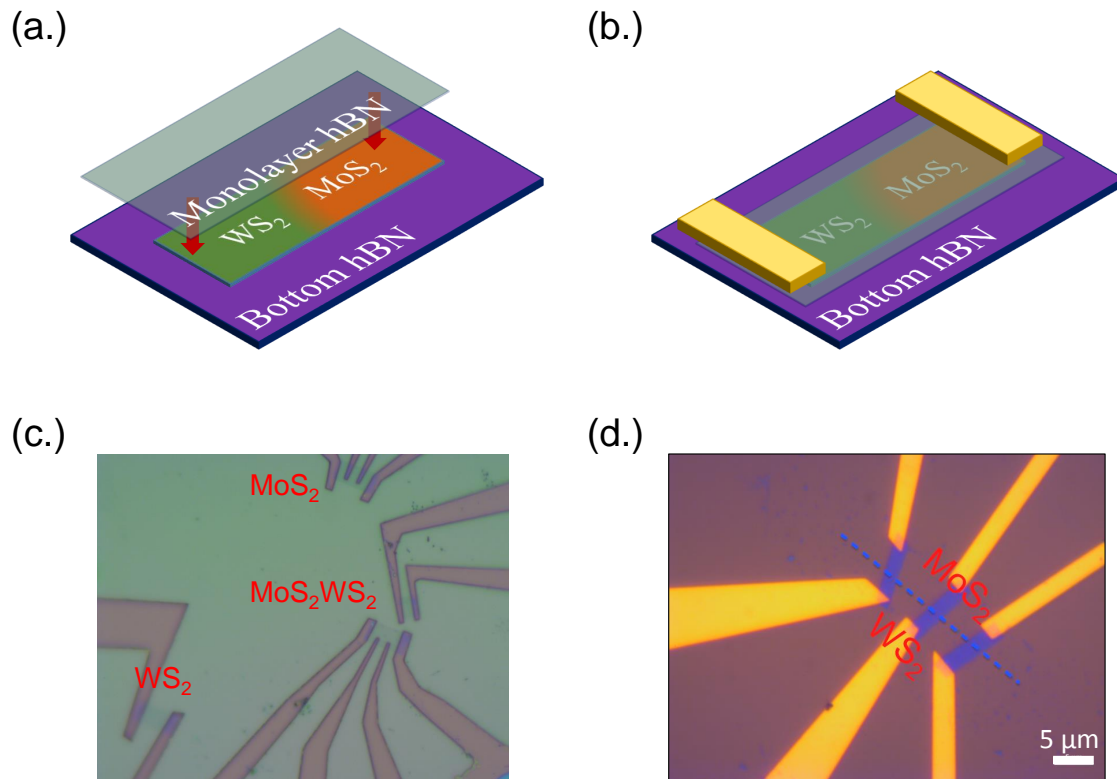 (a.)
Monolayer hBN
MoS₂
WS₂
Bottom hBN
(b.)
MoS₂
WS₂
Bottom hBN
(c.)
MoS₂
MoS₂WS₂
WS₂
(d.)
MoS₂
WS₂
5 μm